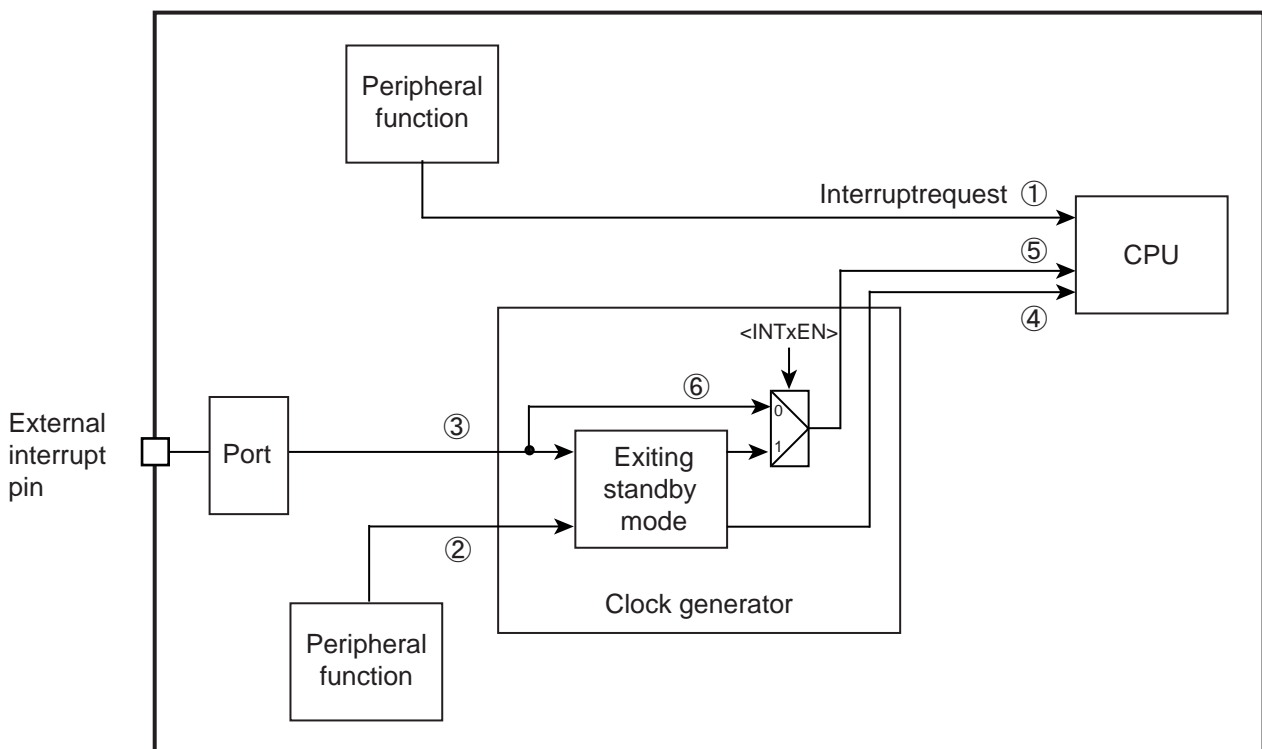 Peripheral
function
Interruptrequest ①
CPU
⑤
④
<INTxEN>
⑥
0
1
External
interrupt
pin
Port
③
Exiting
standby
mode
②
Clock generator
Peripheral
function